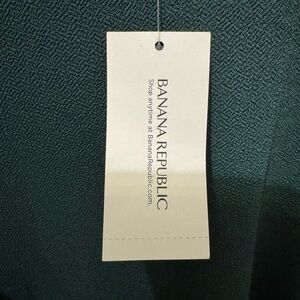 BANANA REPUBLIC
Shop anytime at BananaRepublic.com.